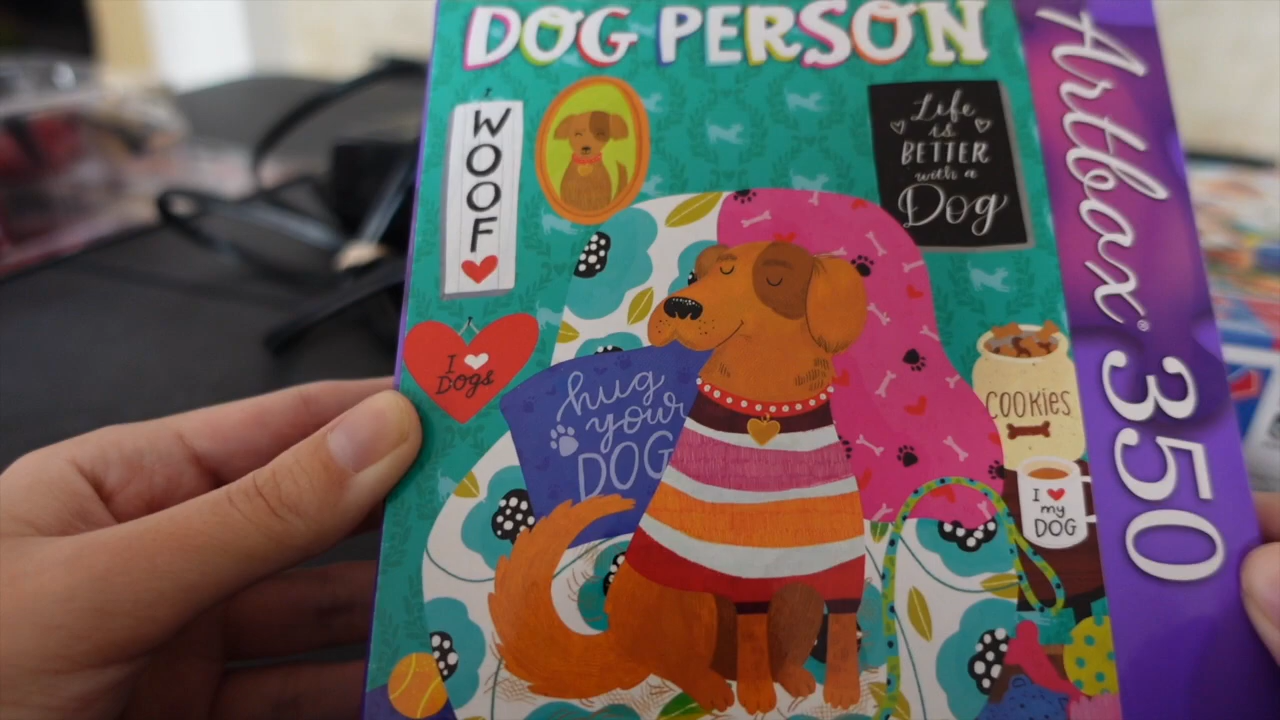 DOG PERSON
WOOF
Life
is
BETTER
with a
Dog
I
Dogs
hug
your
DOG
COOKIES
I
my
DOG
Artbox® 350